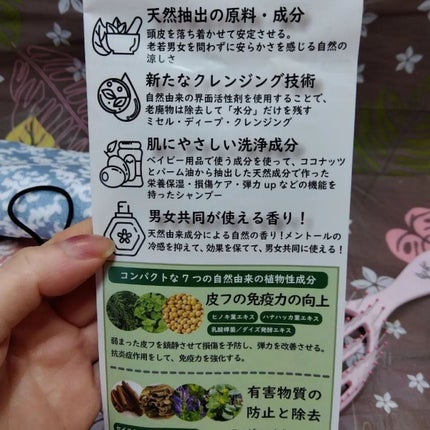 天然抽出の原料・成分
頭皮を落ち着かせて安定させる。
老若男女を問わずに安らかさを感じる自然の
涼しさ
新たなクレンジング技術
自然由来の界面活性剤を使用することで、
老廃物は除去して「水分」だけを残す
ミセル・ディープ・クレンジング
肌にやさしい洗浄成分
ベイビー用品で使う成分を使って、ココナッツ
とパーム油から抽出した天然成分で作った
栄養保湿・損傷ケア・弾力upなどの機能を
持ったシャンプー
男女共同が使える香り!
天然由来成分による自然の香り!メントールの
冷感を抑えて、効果を保てて、男女共同に使える!
コンパクトな7つの自然由来の植物性成分
皮フの免疫力の向上
ヒノキ葉エキス
ハナハッカ葉エキス
乳酸桿菌/ダイズ発酵エキス
弱まった皮フを鎮静させて損傷を予防し、弾力を改善させる。
抗炎症作用をして、免疫力を強化する。
有害物質の
防止と除去